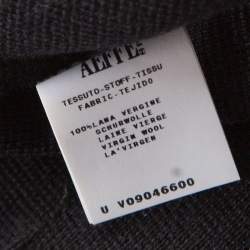 AEFFE
TESSUTO-STOFF-TISSU
FABRIC-TEJIDO
100%LANA VERGINE
SCHURWOLLE
LAINE VIERGE
VIRGIN WOOL
LA'VIRGEN
U V09046600